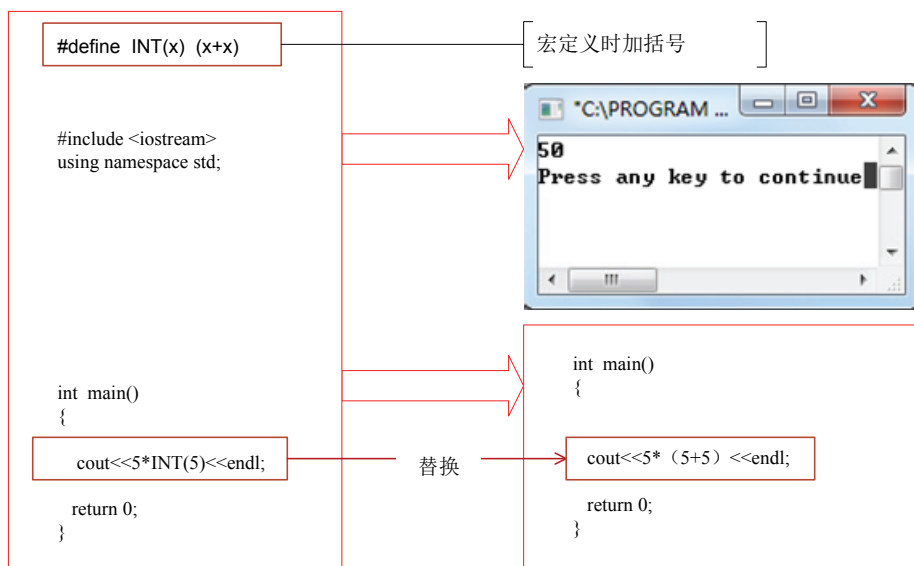 #define INT(x) (x+x)
宏定义时加括号
#include <iostream>
using namespace std;
*C:\PROGRAM ...
50
Press any key to continue
int main()
{
cout<<5*INT(5)<<endl;
return 0;
}
替换
int main()
{
cout<<5*（5+5）<<endl;
return 0;
}